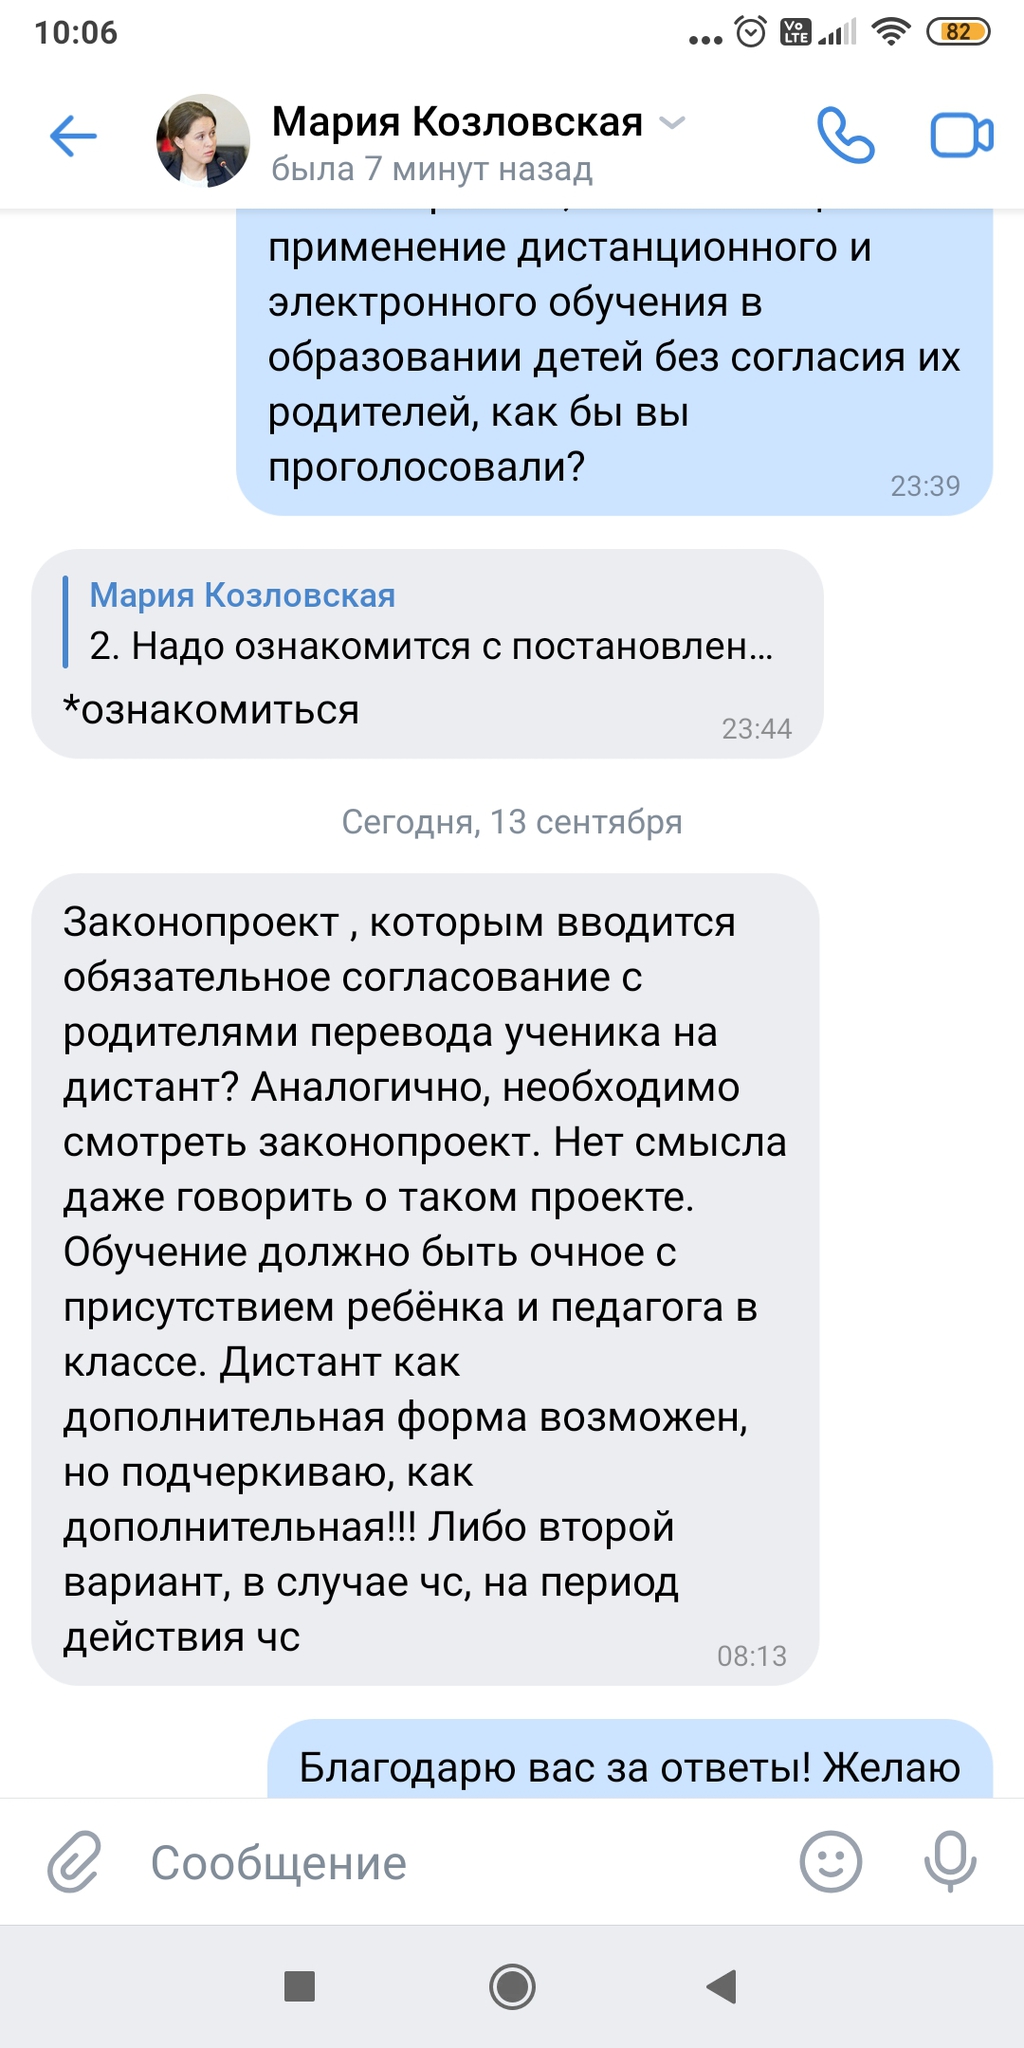 10:06
Vo
LTE
82
Мария Козловская
была 7 минут назад
применение дистанционного и
электронного обучения в
образовании детей без согласия их
родителей, как бы вы
проголосовали?
23:39
Мария Козловская
2. Надо ознакомится с постановлен...
*ознакомиться
23:44
Сегодня, 13 сентября
Законопроект , которым вводится
обязательное согласование с
родителями перевода ученика на
дистант? Аналогично, необходимо
смотреть законопроект. Нет смысла
даже говорить о таком проекте.
Обучение должно быть очное с
присутствием ребёнка и педагога в
классе. Дистант как
дополнительная форма возможен,
но подчеркиваю, как
дополнительная!!! Либо второй
вариант, в случае чс, на период
действия чс
08:13
Благодарю вас за ответы! Желаю
Сообщение